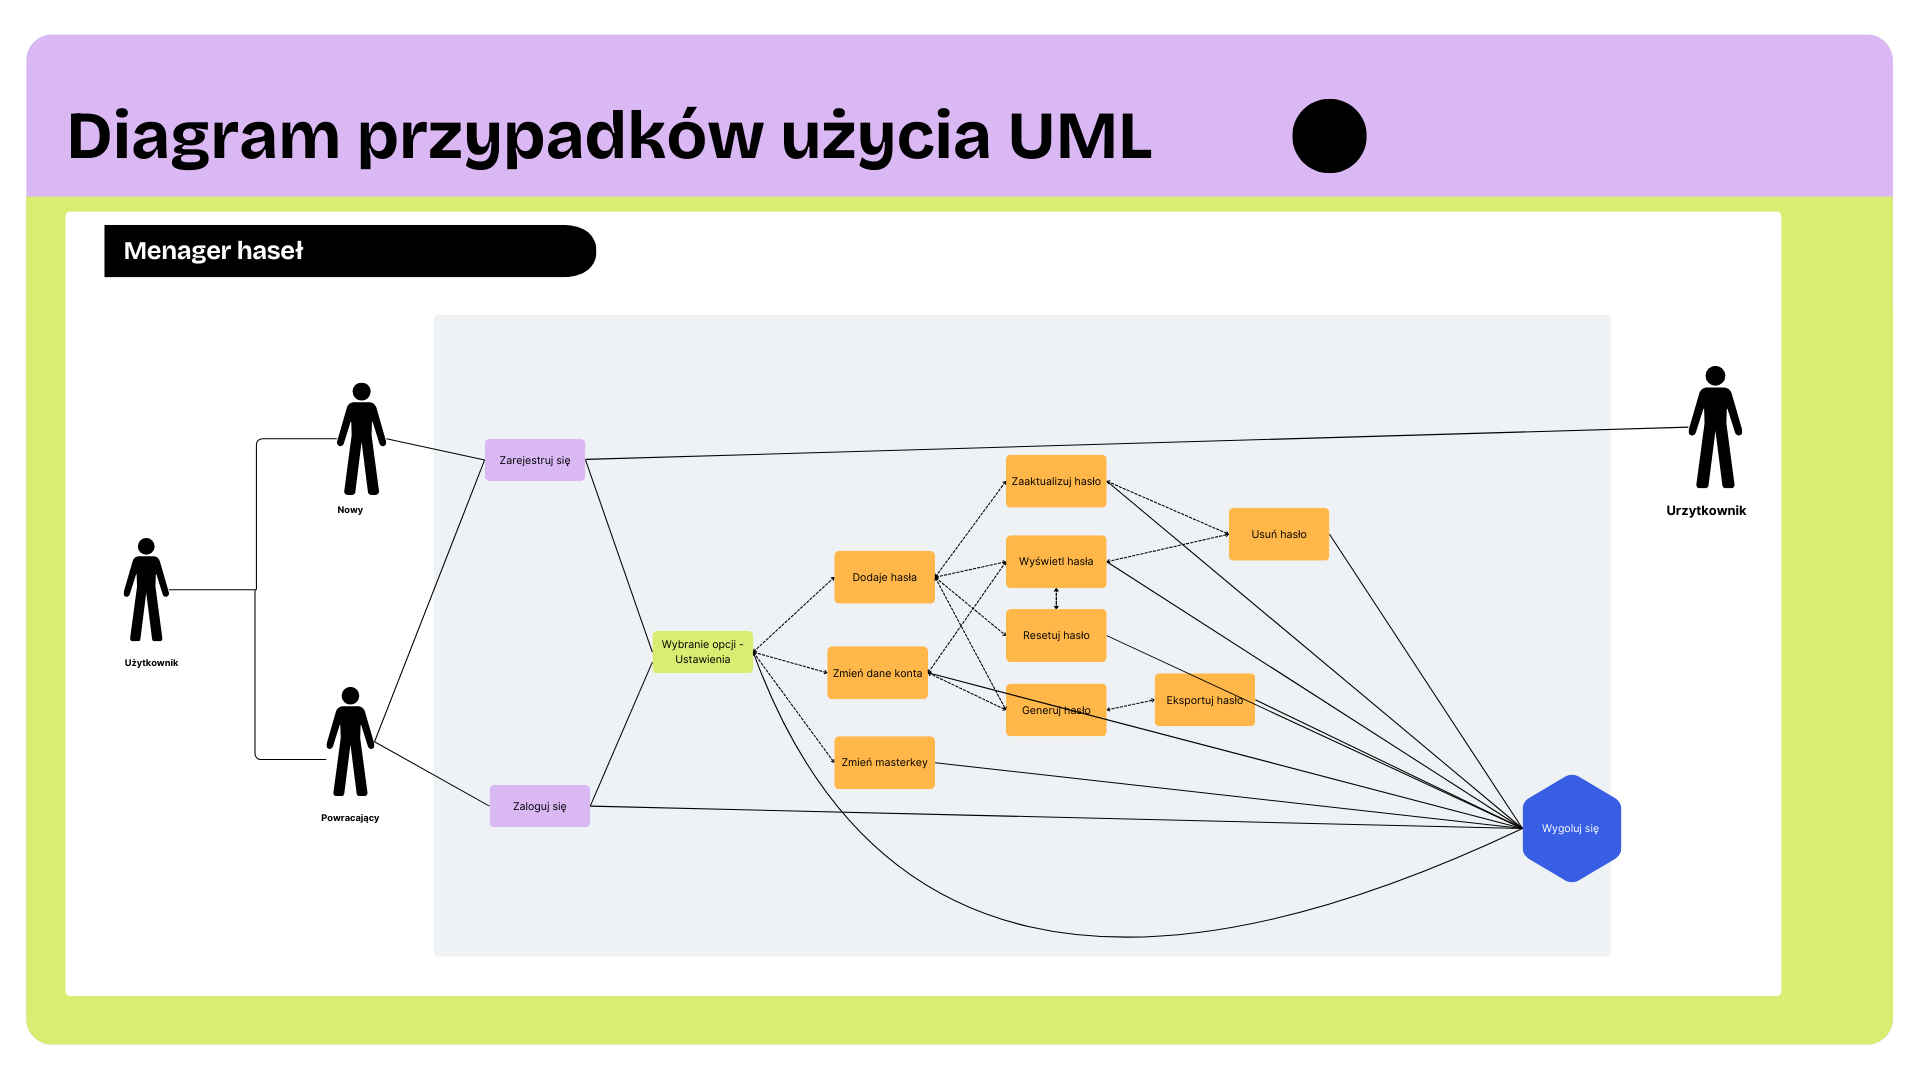 Diagram przypadków użycia UML
Menager haseł
Nowy
Użytkownik
Powracający
Zarejestruj się
Zaloguj się
Wybranie opcji -
Ustawienia
Dodaje hasła
Zmień dane konta
Zmień masterkey
Zaaktualizuj hasło
Wyświetl hasła
Resetuj hasło
Generuj hasło
Usuń hasło
Eksportuj hasło
Wygoluj się
Urzytkownik